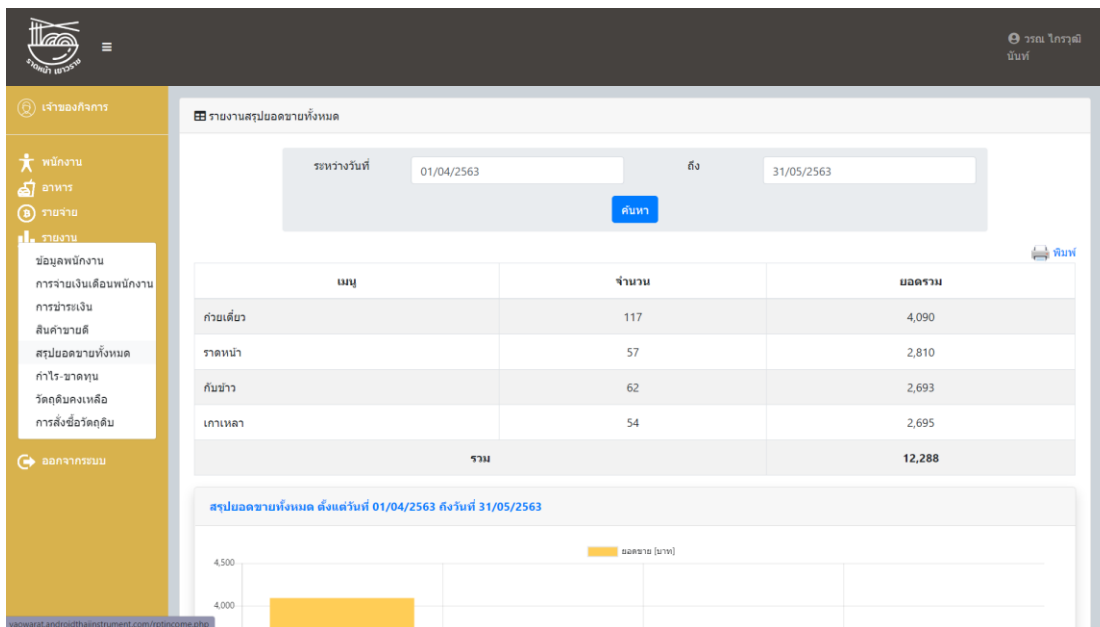 ราดหน้า เยาวราช
วรณ ไกรวุฒิ
นันท์
เจ้าของกิจการ
พนักงาน
อาหาร
รายจ่าย
รายงาน
ข้อมูลพนักงาน
การจ่ายเงินเดือนพนักงาน
การชำระเงิน
สินค้าขายดี
สรุปยอดขายทั้งหมด
กำไร-ขาดทุน
วัตถุดิบคงเหลือ
การสั่งซื้อวัตถุดิบ
ออกจากระบบ
รายงานสรุปยอดขายทั้งหมด
ระหว่างวันที่ 01/04/2563 ถึง 31/05/2563
ค้นหา
พิมพ์
เมนู จำนวน ยอดรวม
ก๋วยเตี๋ยว 117 4,090
ราดหน้า 57 2,810
กับข้าว 62 2,693
เกาเหลา 54 2,695
รวม 12,288
สรุปยอดขายทั้งหมด ตั้งแต่วันที่ 01/04/2563 ถึงวันที่ 31/05/2563
ยอดขาย [บาท]
4,500
4,000
yaowarat.androidthaiinstrument.com/rptincome.php